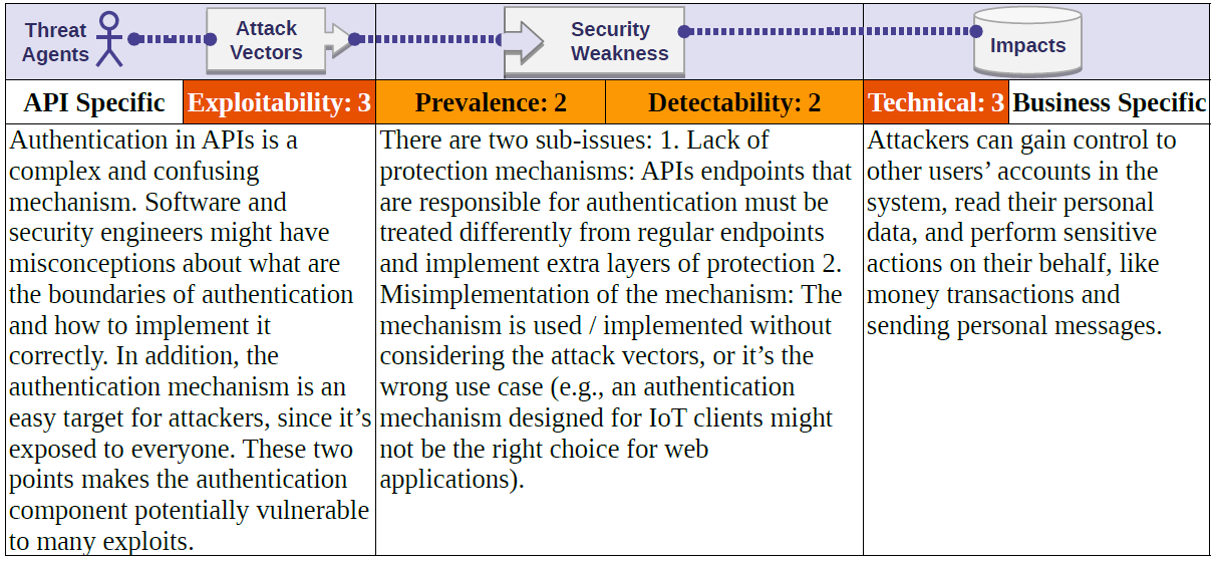 Threat
Agents
Attack
Vectors
Security
Weakness
Impacts
API Specific
Exploitability: 3
Prevalence: 2
Detectability: 2
Technical: 3
Business Specific
Authentication in APIs is a
complex and confusing
mechanism. Software and
security engineers might have
misconceptions about what are
the boundaries of authentication
and how to implement it
correctly. In addition, the
authentication mechanism is an
easy target for attackers, since it’s
exposed to everyone. These two
points makes the authentication
component potentially vulnerable
to many exploits.
There are two sub-issues: 1. Lack of
protection mechanisms: APIs endpoints that
are responsible for authentication must be
treated differently from regular endpoints
and implement extra layers of protection 2.
Misimplementation of the mechanism: The
mechanism is used / implemented without
considering the attack vectors, or it’s the
wrong use case (e.g., an authentication
mechanism designed for IoT clients might
not be the right choice for web
applications).
Attackers can gain control to
other users’ accounts in the
system, read their personal
data, and perform sensitive
actions on their behalf, like
money transactions and
sending personal messages.